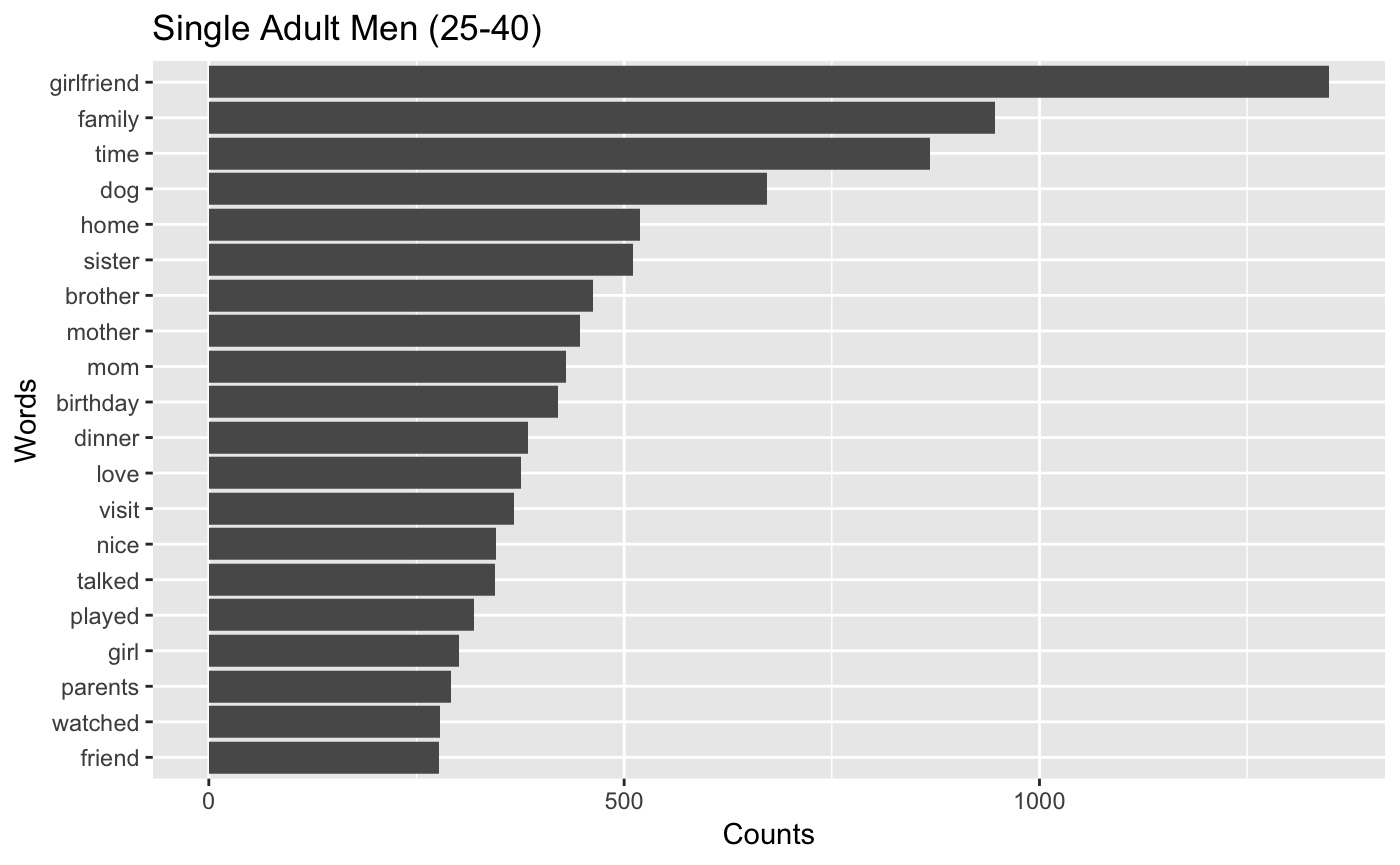 Single Adult Men (25-40)
girlfriend
family
time
dog
home
sister
brother
mother
mom
birthday
dinner
love
visit
nice
talked
played
girl
parents
watched
friend
Words
0 500 1000
Counts